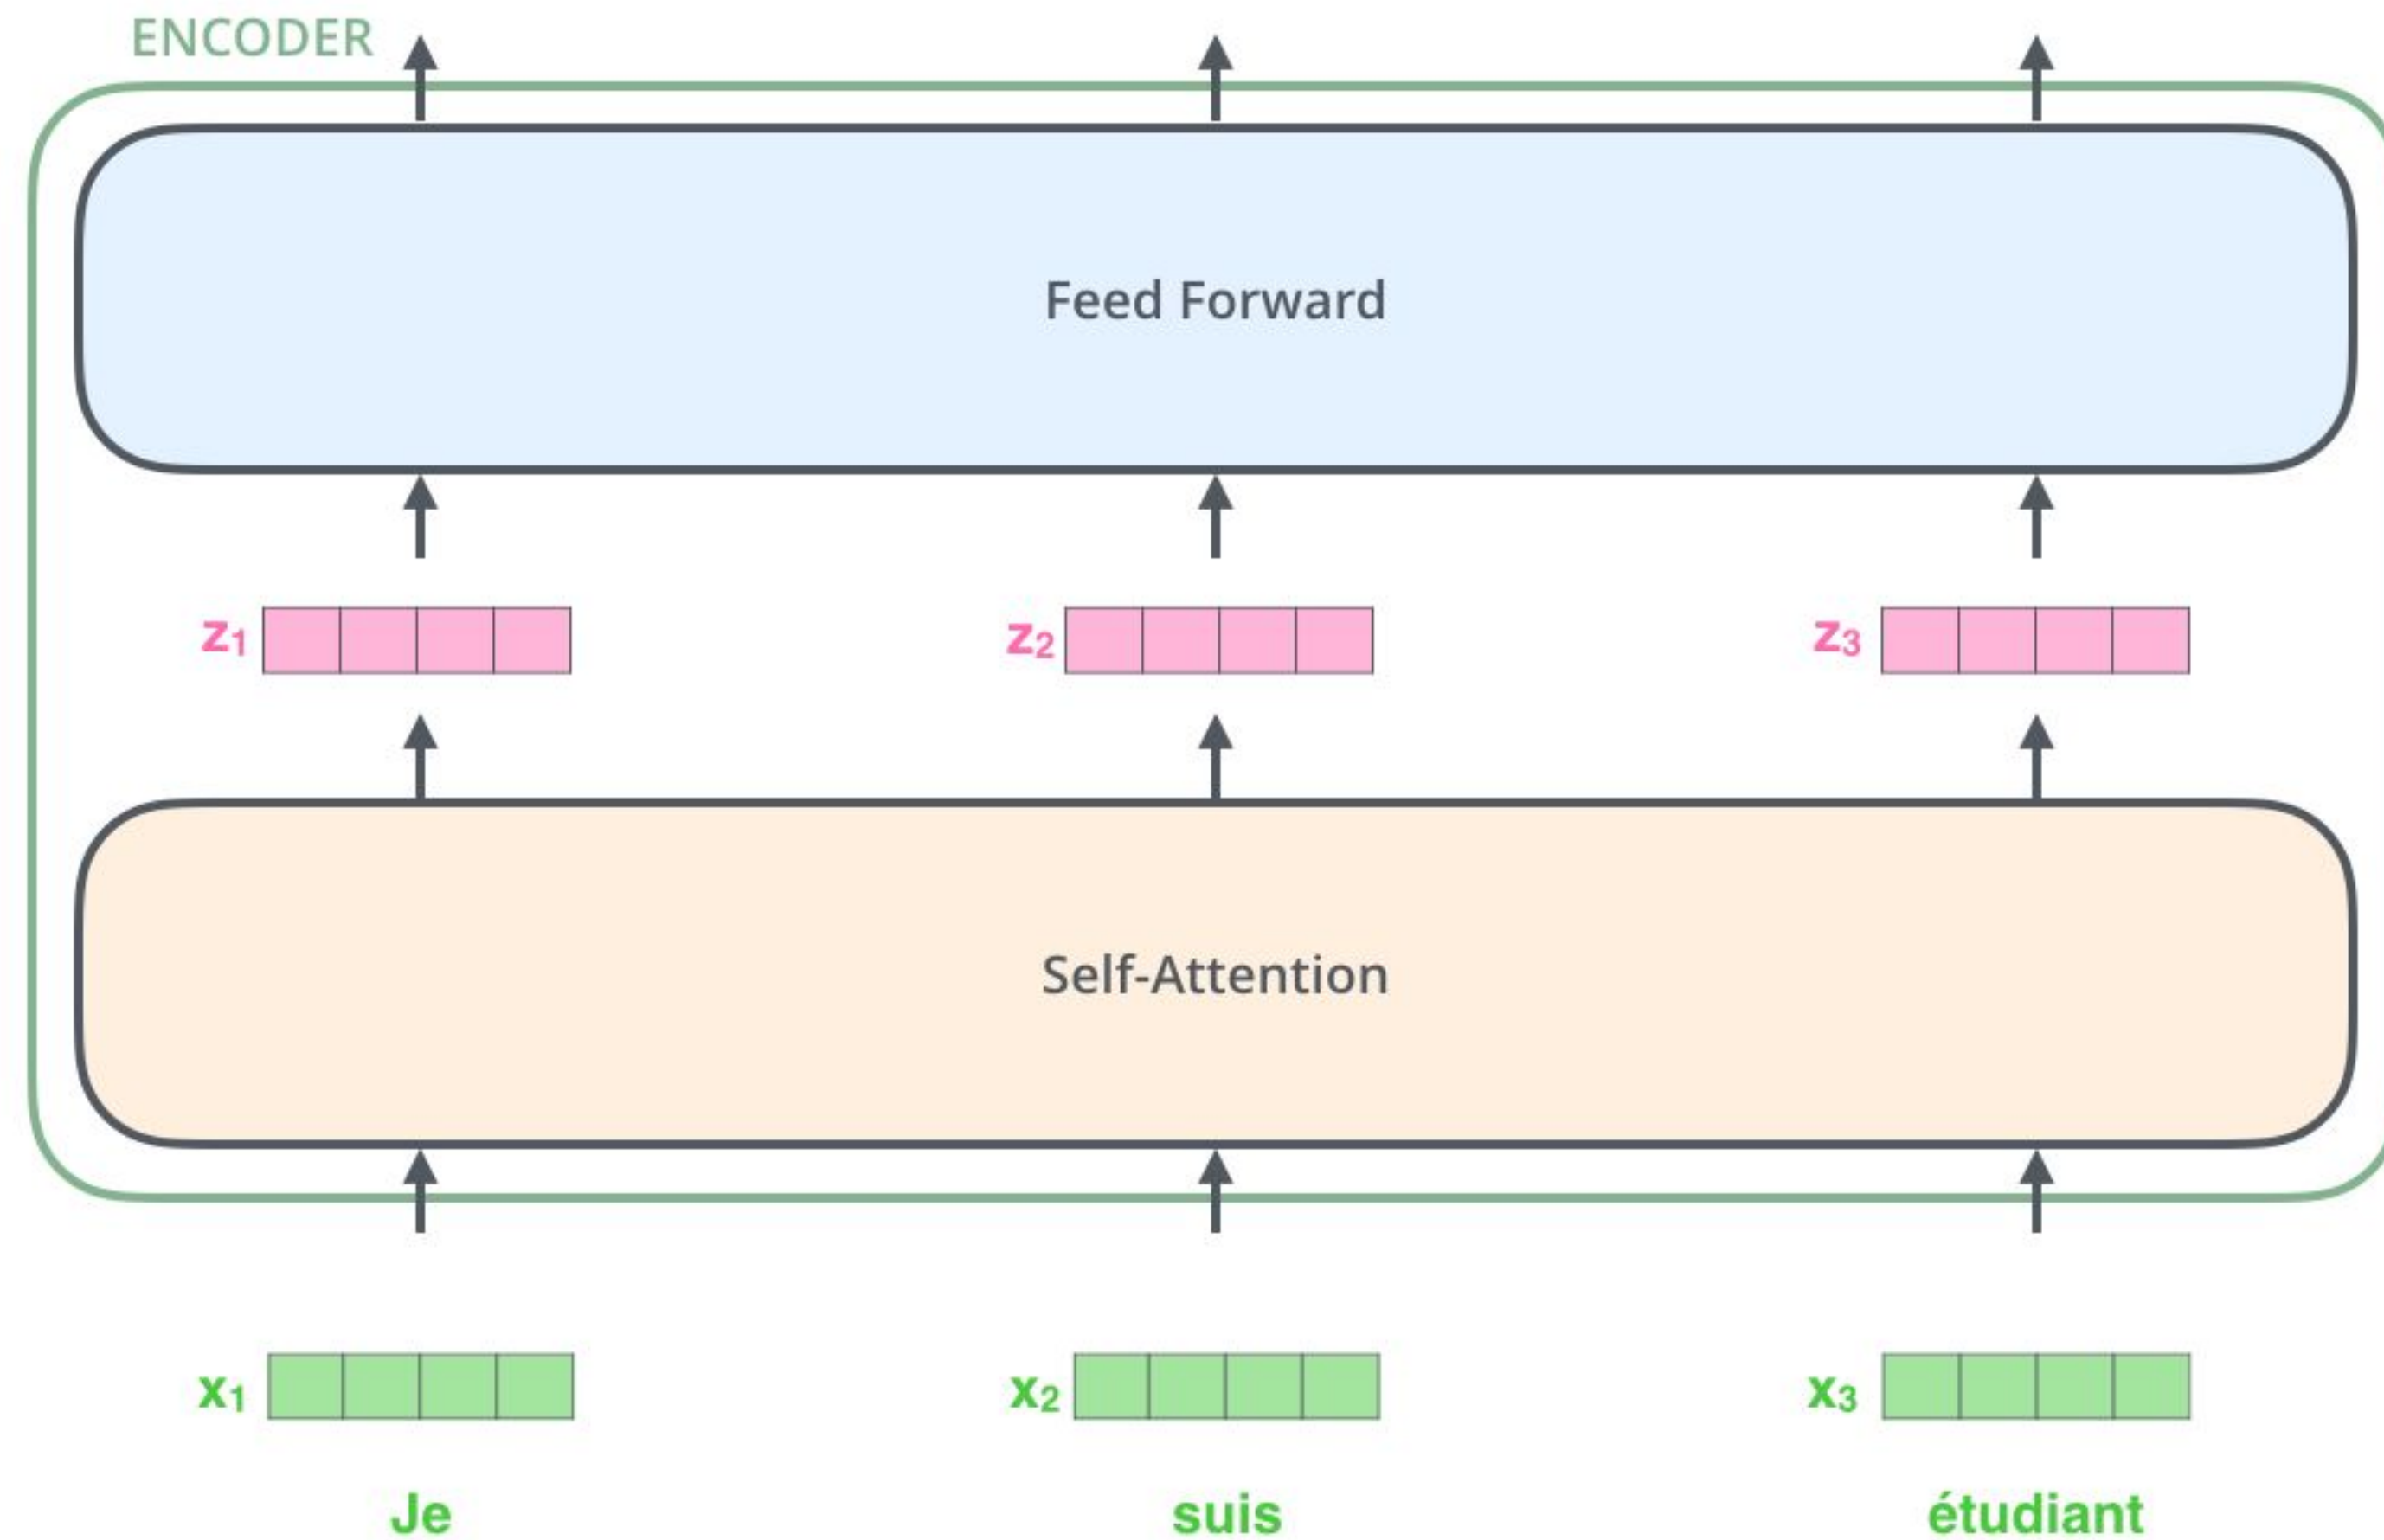 ENCODER
Feed Forward
z1 z2 z3
Self-Attention
x1 x2 x3
Je suis étudiant